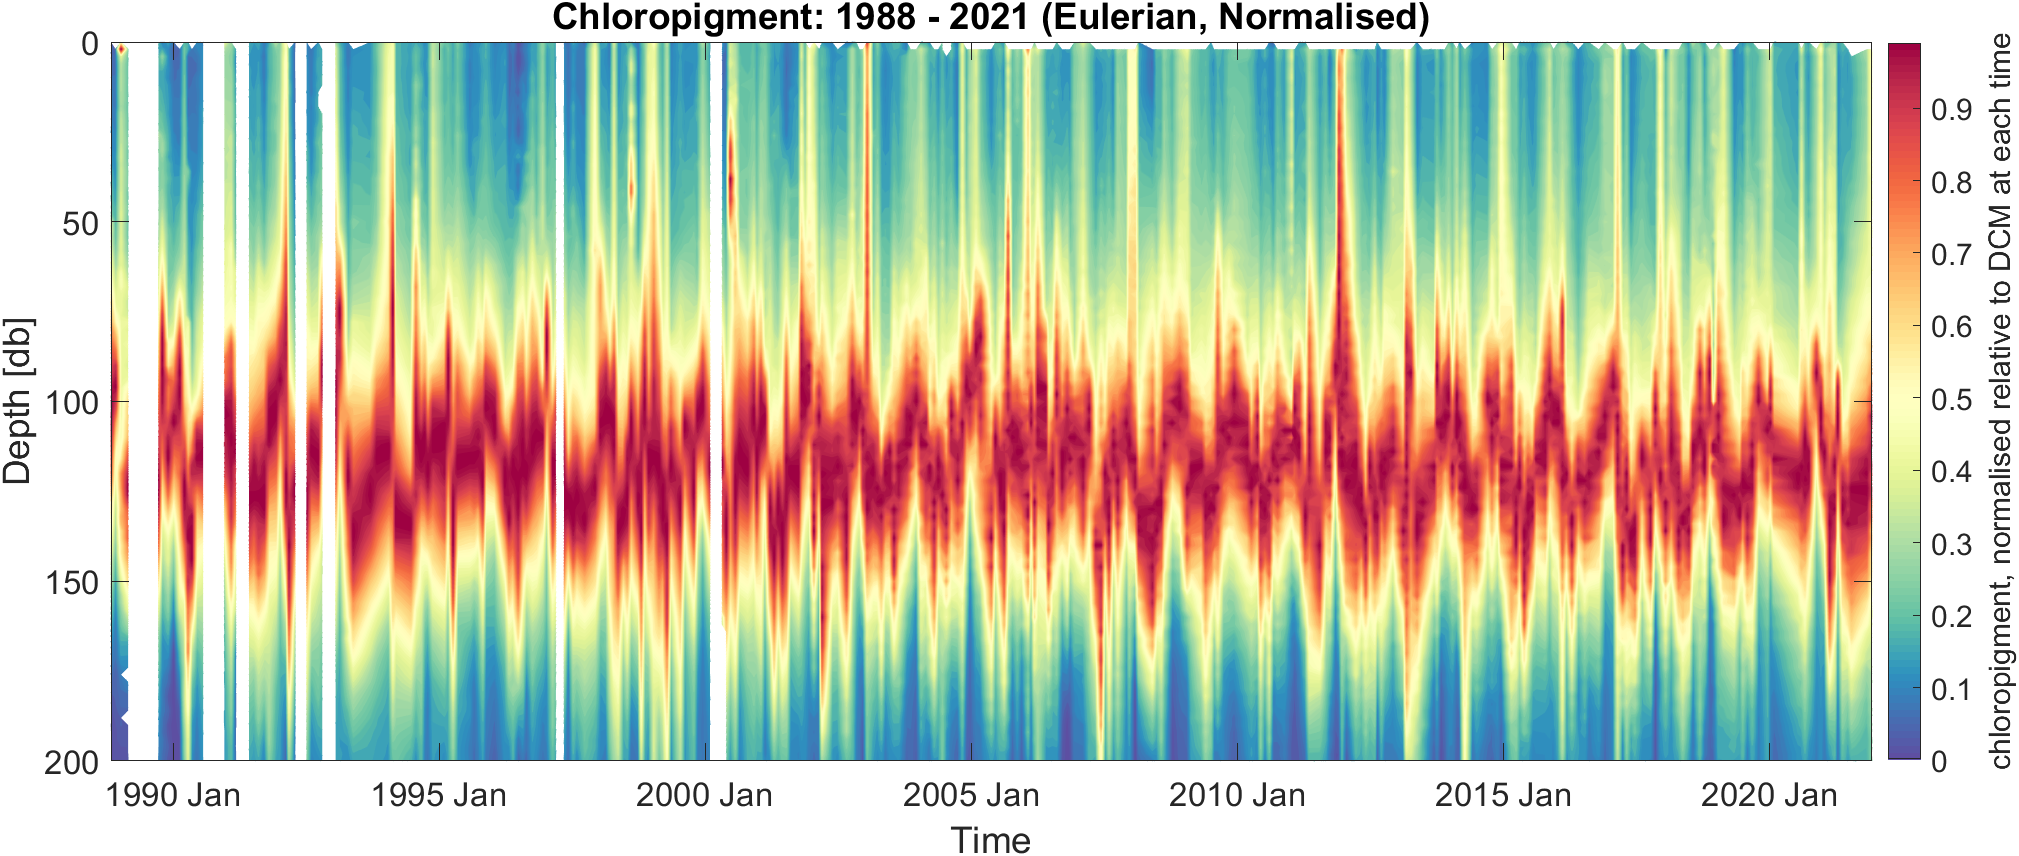 Chloropigment: 1988 - 2021 (Eulerian, Normalised)
0
50
100
150
200
Depth [db]
1990 Jan
1995 Jan
2000 Jan
2005 Jan
2010 Jan
2015 Jan
2020 Jan
Time
0.9
0.8
0.7
0.6
0.5
0.4
0.3
0.2
0.1
0
chloropigment, normalised relative to DCM at each time